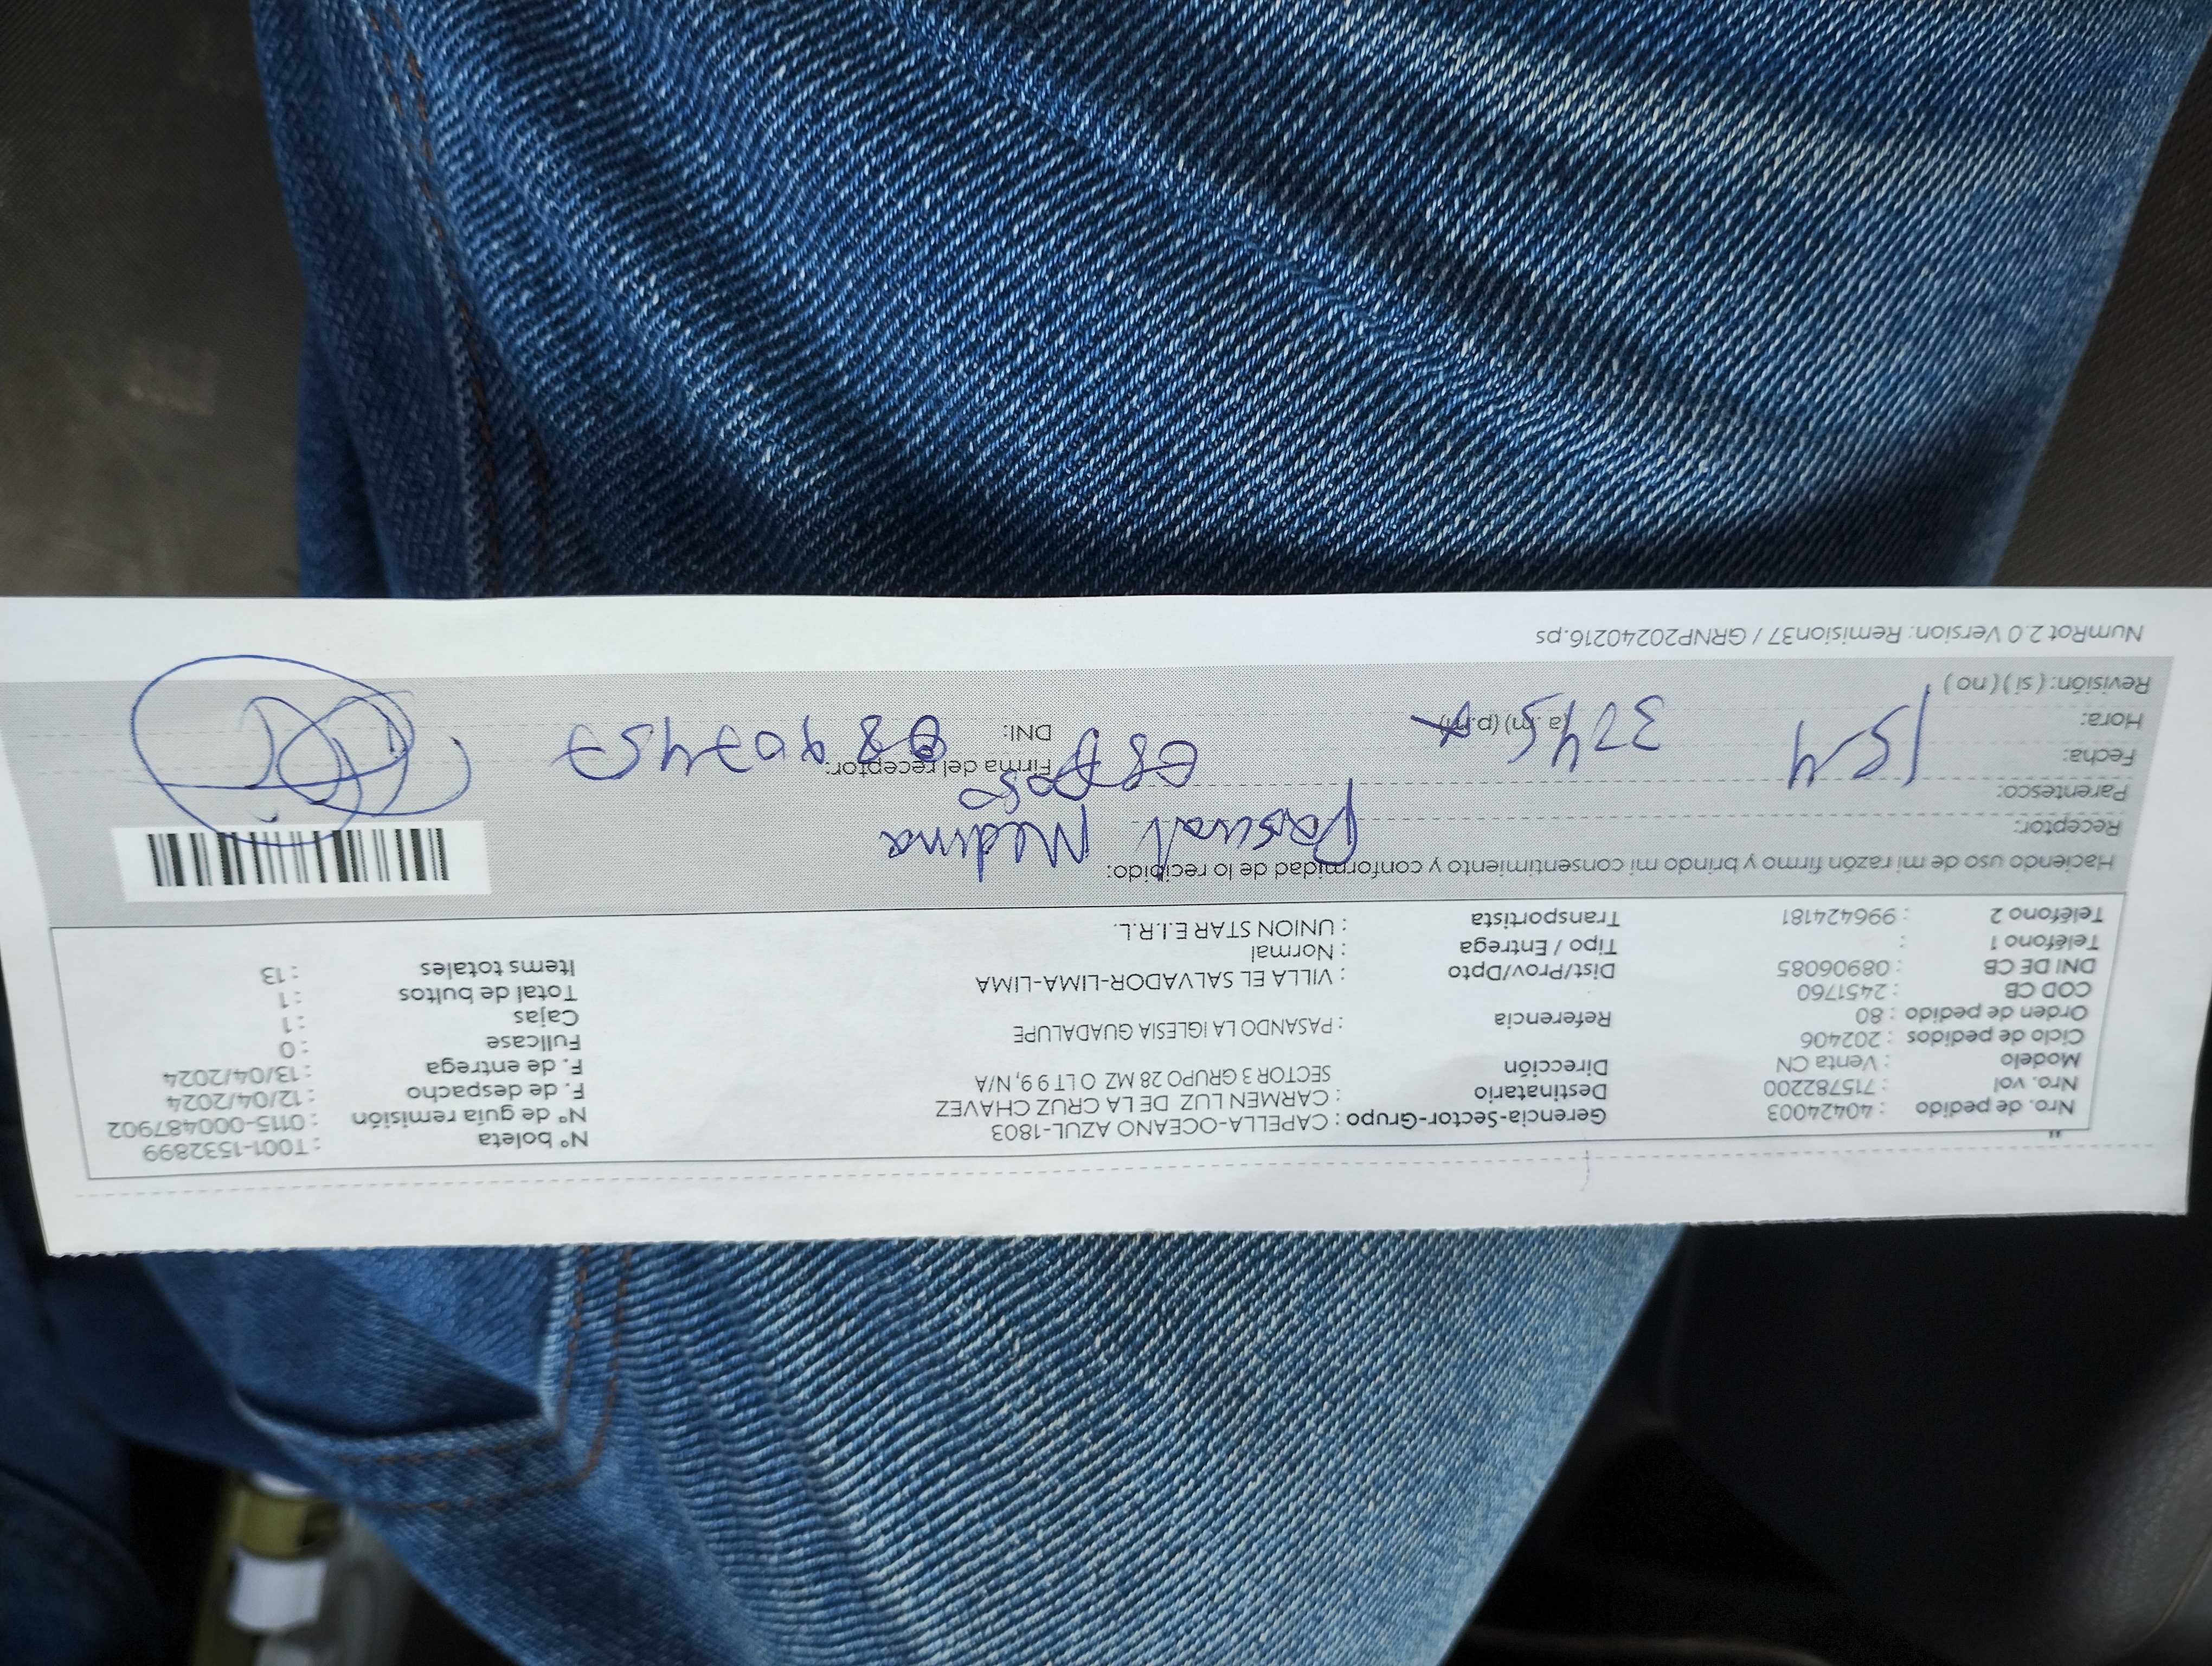 Nro. de pedido : 40424003 Gerencia-Sector-Grupo : CAPELLA-OCEANO AZUL-1803 Nº boleta : T001-1532899
Nro. vol : 715782200 Destinatario : CARMEN LUZ DE LA CRUZ CHAVEZ Nº de guía remisión : 0115-000487902
Modelo : Venta CN Dirección SECTOR 3 GRUPO 28 MZ O LT 9 9, N/A F. de despacho : 12/04/2024
Ciclo de pedidos : 202406 F. de entrega : 13/04/2024
Orden de pedido : 80 Referencia : PASANDO LA IGLESIA GUADALUPE Fullcase : 0
COD CB : 2451760 Cajas : 1
DNI DE CB : 08906085 Dist/Prov/Dpto : VILLA EL SALVADOR-LIMA-LIMA Total de bultos : 1
Teléfono 1 : Tipo / Entrega : Normal Items totales : 13
Teléfono 2 : 996424181 Transportista : UNION STAR E.I.R.L.
Haciendo uso de mi razón firmo y brindo mi consentimiento y conformidad de lo recibido:
Receptor: Pascual Medina
Parentesco: esposo
Fecha: 15-4 Firma del receptor:
Hora: (a. m) (p.m) DNI:
Revisión: ( si ) ( no )
NumRot 2.0 Version: Remision37 / GRNP20240216.ps